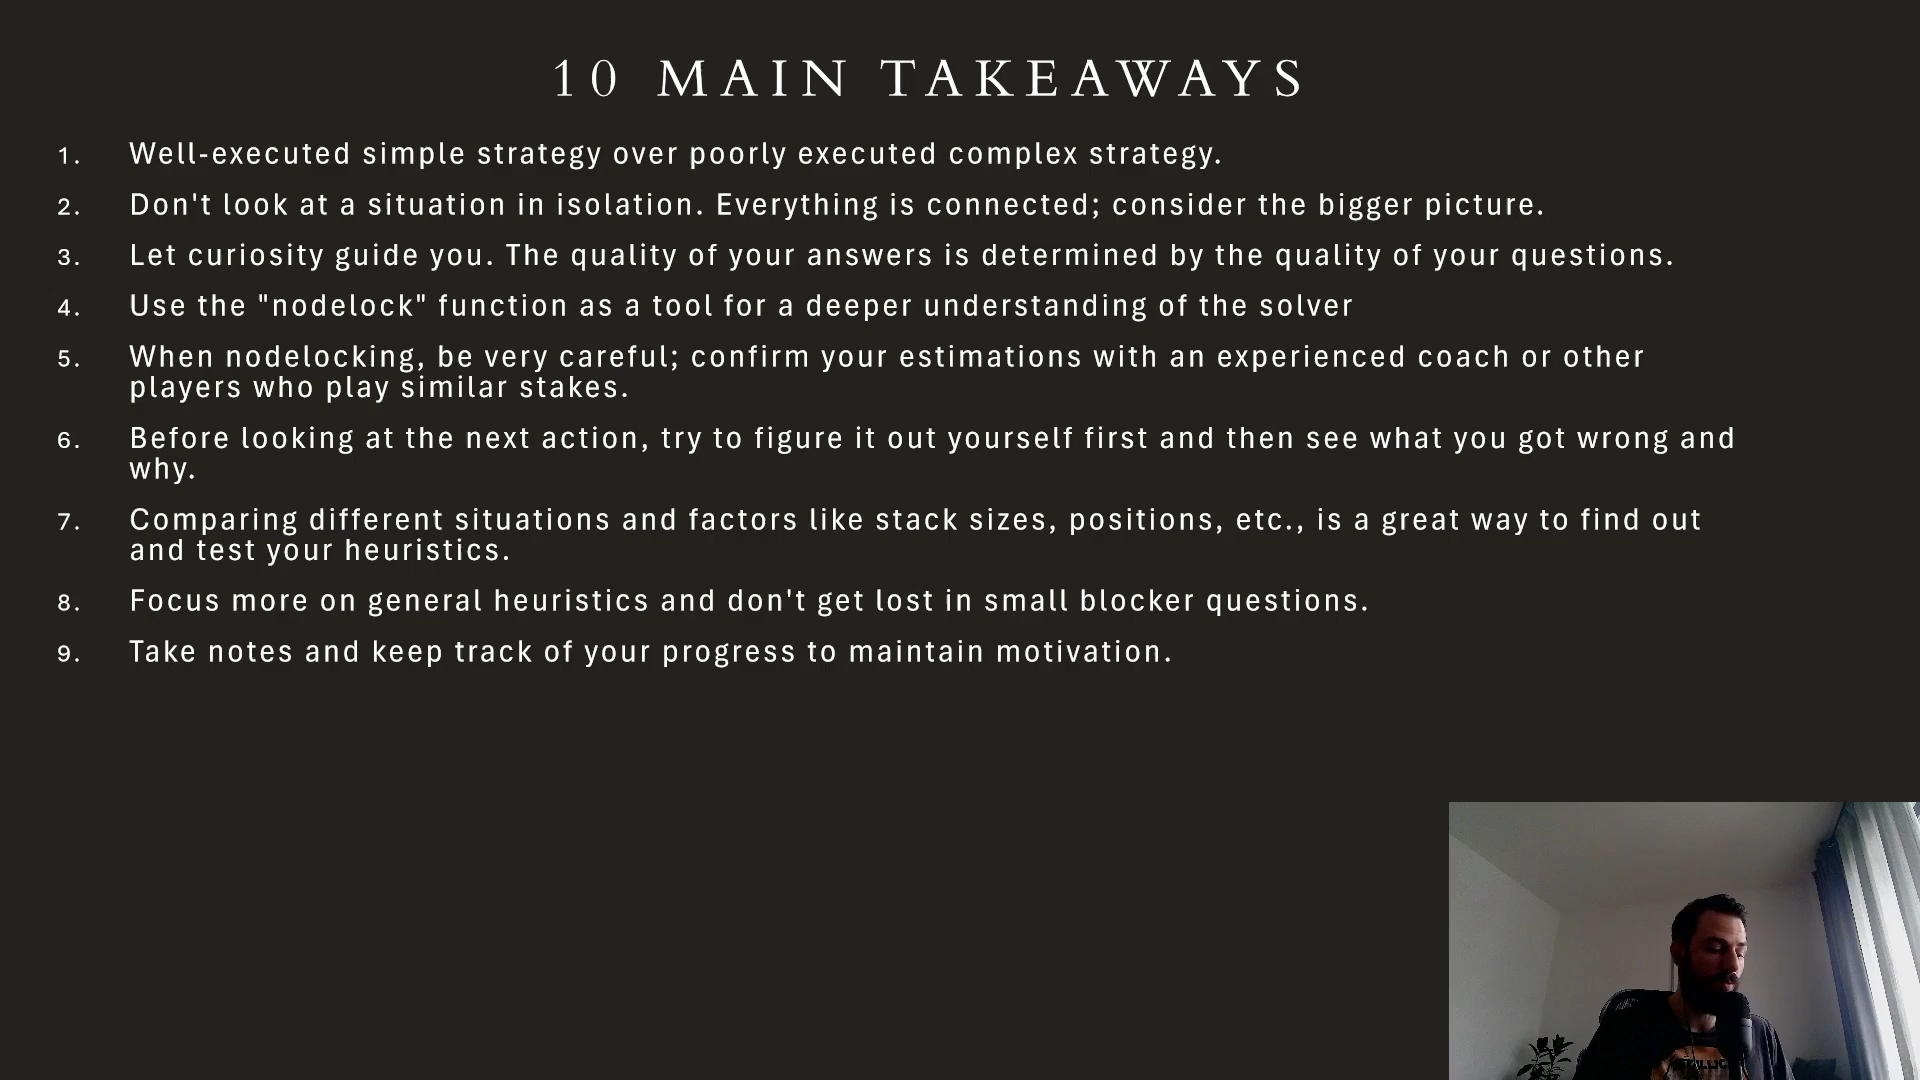 10 MAIN TAKEAWAYS
1. Well-executed simple strategy over poorly executed complex strategy.
2. Don't look at a situation in isolation. Everything is connected; consider the bigger picture.
3. Let curiosity guide you. The quality of your answers is determined by the quality of your questions.
4. Use the "nodelock" function as a tool for a deeper understanding of the solver
5. When nodelocking, be very careful; confirm your estimations with an experienced coach or other
players who play similar stakes.
6. Before looking at the next action, try to figure it out yourself first and then see what you got wrong and
why.
7. Comparing different situations and factors like stack sizes, positions, etc., is a great way to find out
and test your heuristics.
8. Focus more on general heuristics and don't get lost in small blocker questions.
9. Take notes and keep track of your progress to maintain motivation.